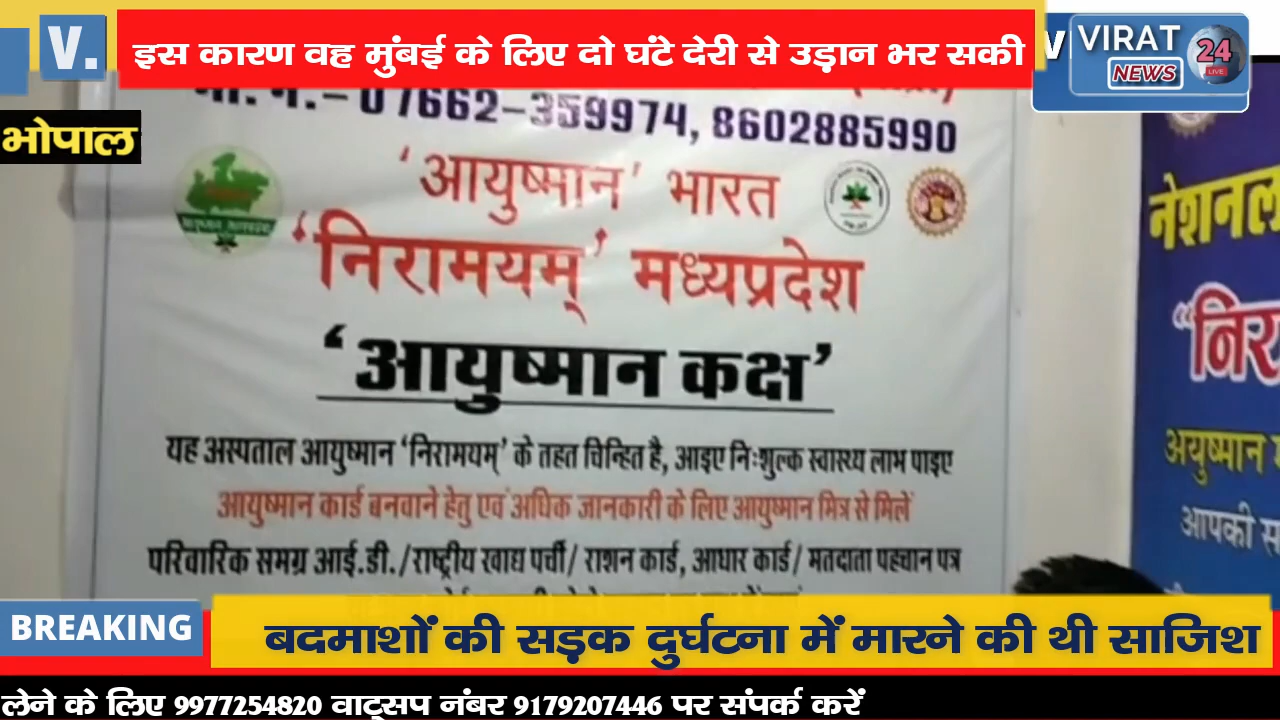 V.
इस कारण वह मुंबई के लिए दो घंटे देरी से उड़ान भर सकी
V
VIRAT
24
NEWS
LIVE
भोपाल
07662-359974, 8602885990
'आयुष्मान' भारत
'निरामयम्' मध्यप्रदेश
'आयुष्मान कक्ष'
यह अस्पताल आयुष्मान 'निरामयम्' के तहत चिन्हित है, आइए निःशुल्क स्वास्थ्य लाभ पाइए
आयुष्मान कार्ड बनवाने हेतु एवं अधिक जानकारी के लिए आयुष्मान मित्र से मिलें
परिवारिक समग्र आई.डी./राष्ट्रीय खाद्य पर्ची/ राशन कार्ड, आधार कार्ड/ मतदाता पहचान पत्र
नेशनल
"निरा
अयुष्मान
आपकी स
BREAKING
बदमाशों की सड़क दुर्घटना में मारने की थी साजिश
लेने के लिए 9977254820 वाट्सप नंबर 9179207446 पर संपर्क करें